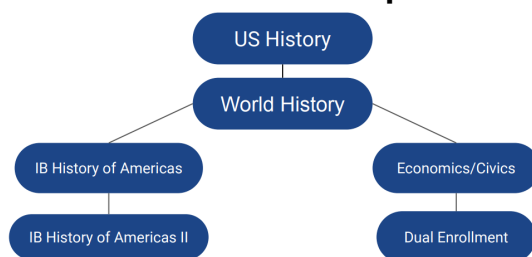 US History
World History
IB History of Americas
Economics/Civics
IB History of Americas II
Dual Enrollment